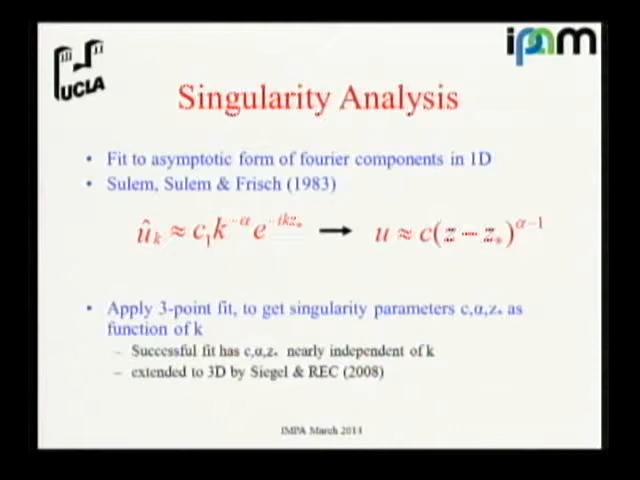 ipam
UCLA
Singularity Analysis
• Fit to asymptotic form of fourier components in 1D
• Sulem, Sulem & Frisch (1983)
û_k ≈ c_1 k^{-α} e^{-ikz_*} → u ≈ c(z − z_*)^{α−1}
• Apply 3-point fit, to get singularity parameters c,α,z_* as
function of k
– Successful fit has c,α,z_* nearly independent of k
– extended to 3D by Siegel & REC (2008)
IMPA March 2014